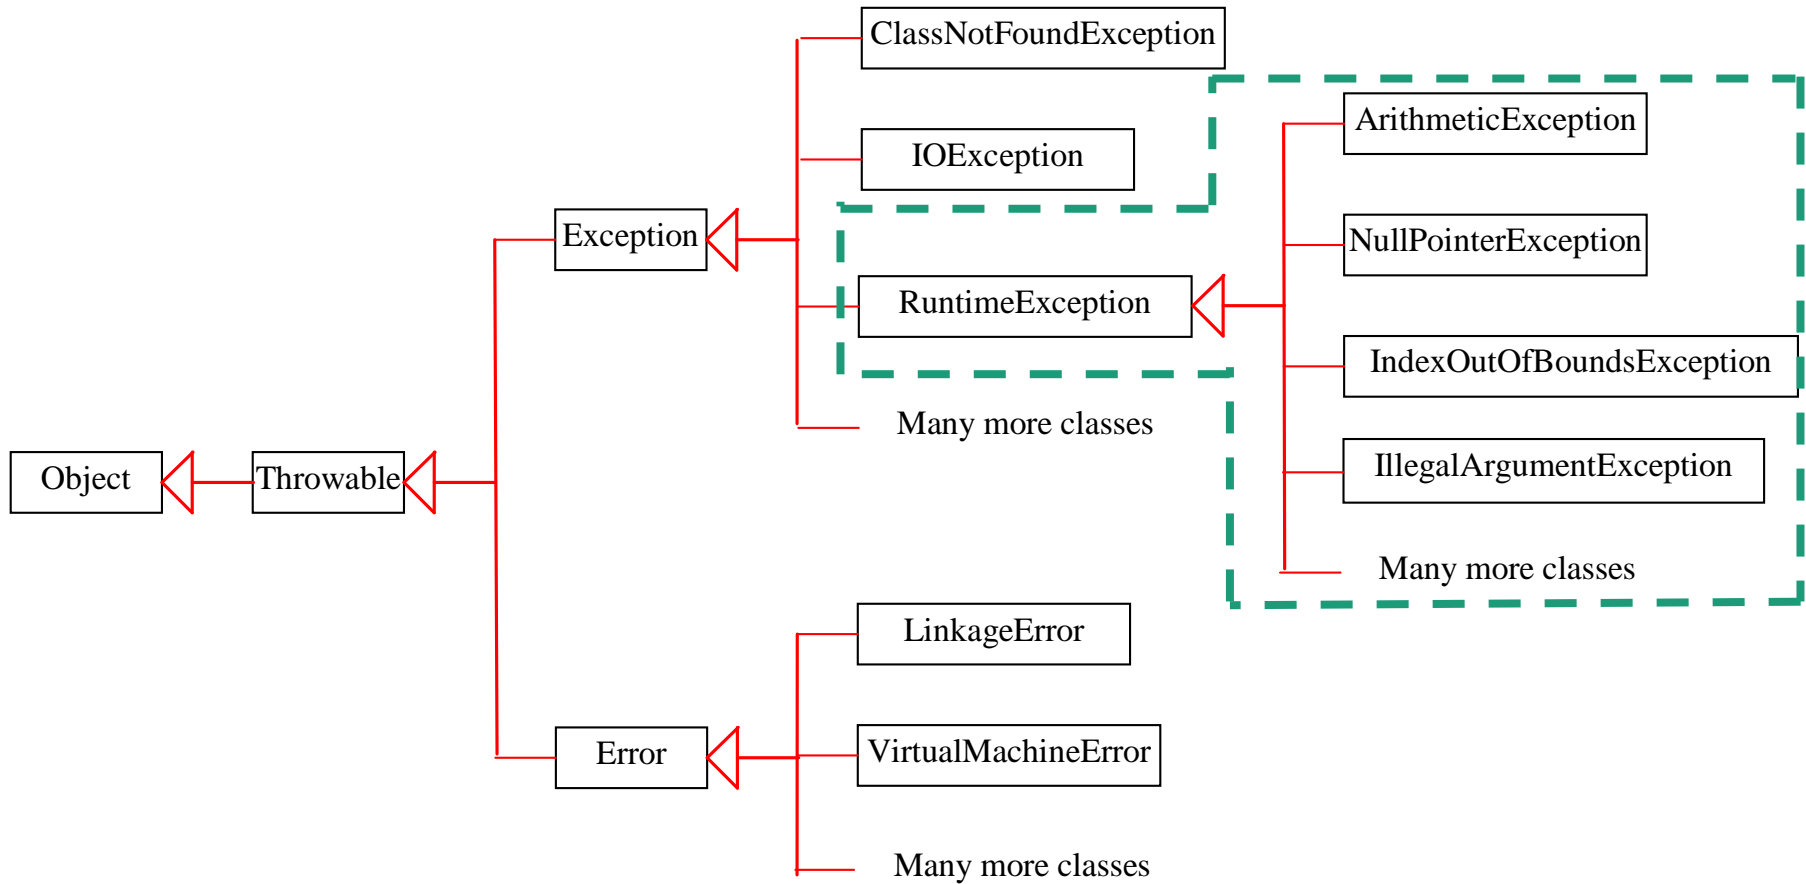 ClassNotFoundException
ArithmeticException
IOException
NullPointerException
Exception
RuntimeException
IndexOutOfBoundsException
Many more classes
IllegalArgumentException
Object
Throwable
Many more classes
LinkageError
Error
VirtualMachineError
Many more classes